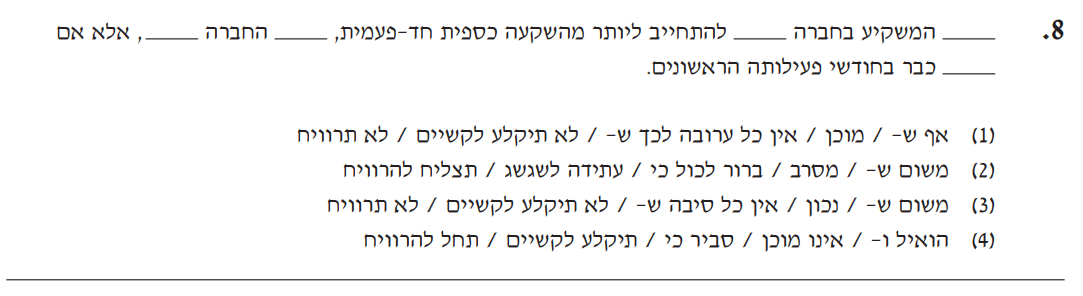 8. _____ המשקיע בחברה _____ להתחייב ליותר מהשקעה כספית חד-פעמית, _____ החברה _____, אלא אם
_____ כבר בחודשי פעילותה הראשונים.
(1) אף ש- / מוכן / אין כל ערובה לכך ש- / לא תיקלע לקשיים / לא תרוויח
(2) משום ש- / מסרב / ברור לכול כי / עתידה לשגשג / תצליח להרוויח
(3) משום ש- / נכון / אין כל סיבה ש- / לא תיקלע לקשיים / לא תרוויח
(4) הואיל ו- / אינו מוכן / סביר כי / תיקלע לקשיים / תחל להרוויח